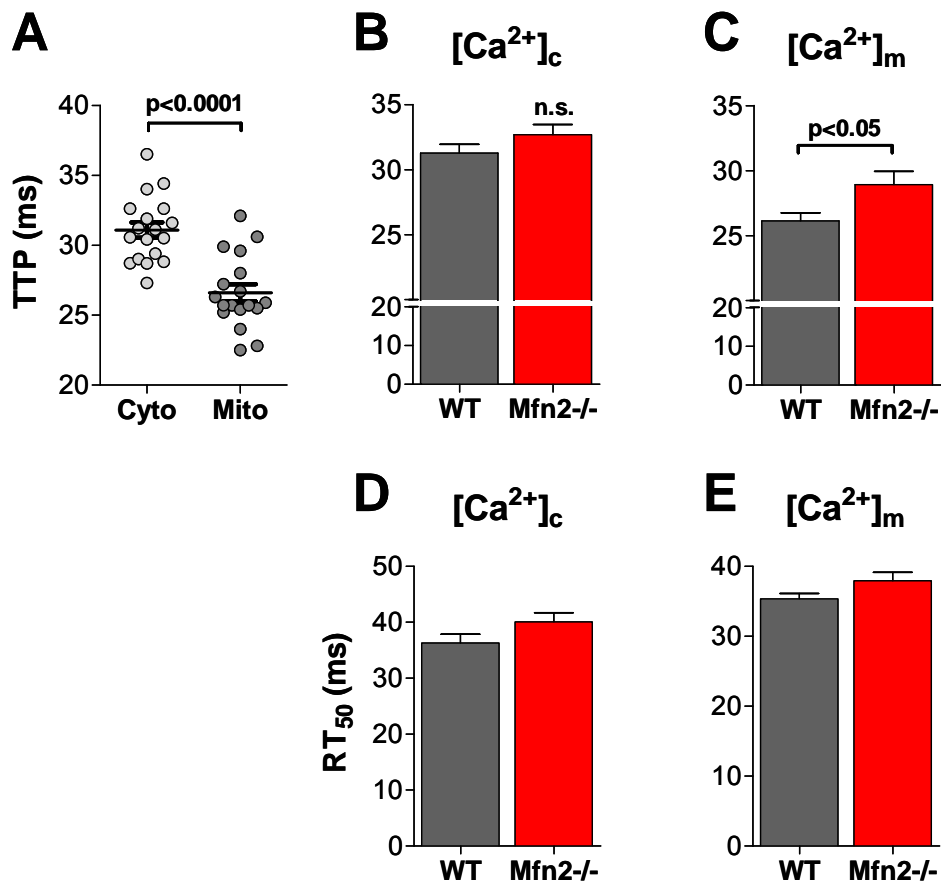 A
B
C
[Ca²⁺]c
[Ca²⁺]m
TTP (ms)
40
35
30
25
20
p<0.0001
Cyto Mito
35
30
25
20
10
0
n.s.
WT Mfn2-/-
35
30
25
20
10
0
p<0.05
WT Mfn2-/-
D
E
[Ca²⁺]c
[Ca²⁺]m
RT₅₀ (ms)
50
40
30
20
10
0
WT Mfn2-/-
40
30
20
10
0
WT Mfn2-/-